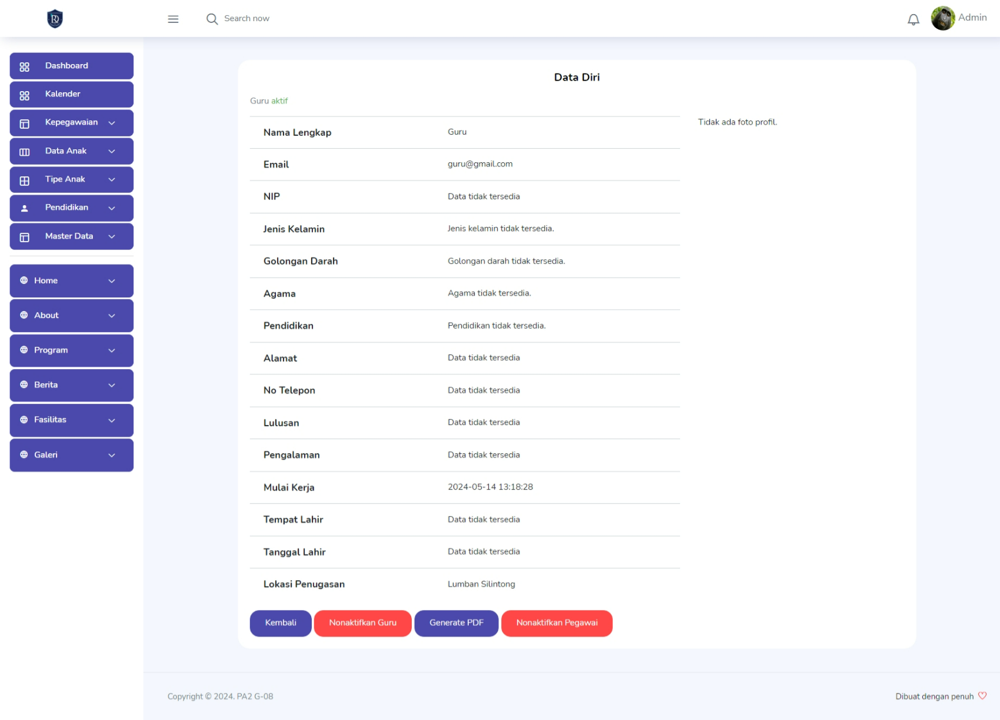 Search now
Admin
Dashboard
Kalender
Kepegawaian
Data Anak
Tipe Anak
Pendidikan
Master Data
Home
About
Program
Berita
Fasilitas
Galeri
Data Diri
Guru aktif
Tidak ada foto profil.
Nama Lengkap Guru
Email guru@gmail.com
NIP Data tidak tersedia
Jenis Kelamin Jenis kelamin tidak tersedia.
Golongan Darah Golongan darah tidak tersedia.
Agama Agama tidak tersedia.
Pendidikan Pendidikan tidak tersedia.
Alamat Data tidak tersedia
No Telepon Data tidak tersedia
Lulusan Data tidak tersedia
Pengalaman Data tidak tersedia
Mulai Kerja 2024-05-14 13:18:28
Tempat Lahir Data tidak tersedia
Tanggal Lahir Data tidak tersedia
Lokasi Penugasan Lumban Silintong
Kembali Nonaktifkan Guru Generate PDF Nonaktifkan Pegawai
Copyright © 2024. PA2 G-08
Dibuat dengan penuh